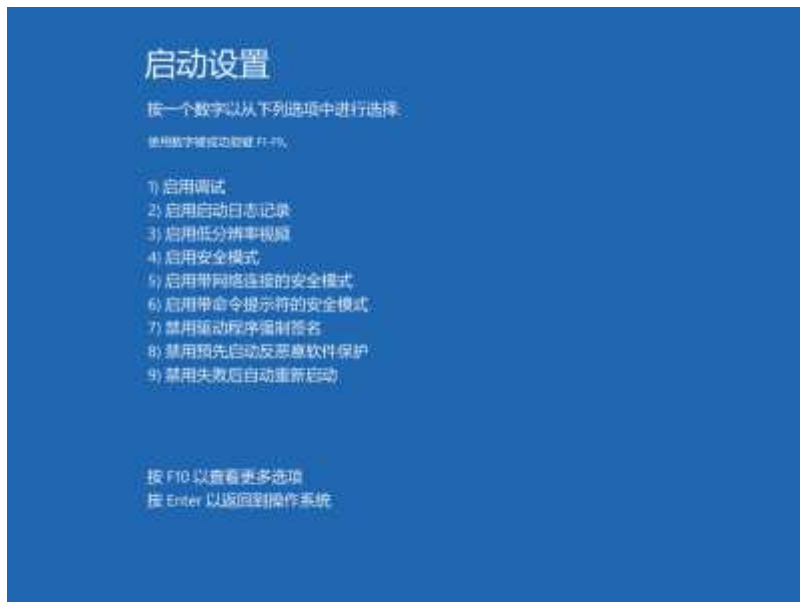 启动设置
按一个数字以从下列选项中进行选择:
使用数字键或功能键 F1-F9。
1) 启用调试
2) 启用启动日志记录
3) 启用低分辨率视频
4) 启用安全模式
5) 启用带网络连接的安全模式
6) 启用带命令提示符的安全模式
7) 禁用驱动程序强制签名
8) 禁用预先启动反恶意软件保护
9) 禁用失败后自动重新启动
按 F10 以查看更多选项
按 Enter 以返回到操作系统